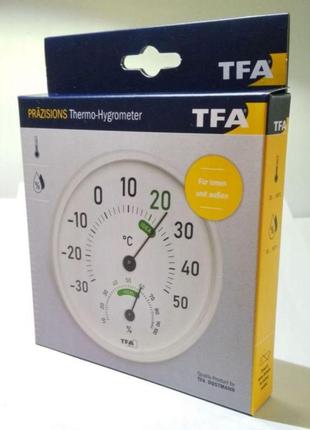 TFA
PRÄZISIONS Thermo-Hygrometer
TFA
Für Innen
und außen
0 10
-10 20
-20 °C 30
-30 40
50
%
TFA
Quality Product by
TFA DOSTMANN